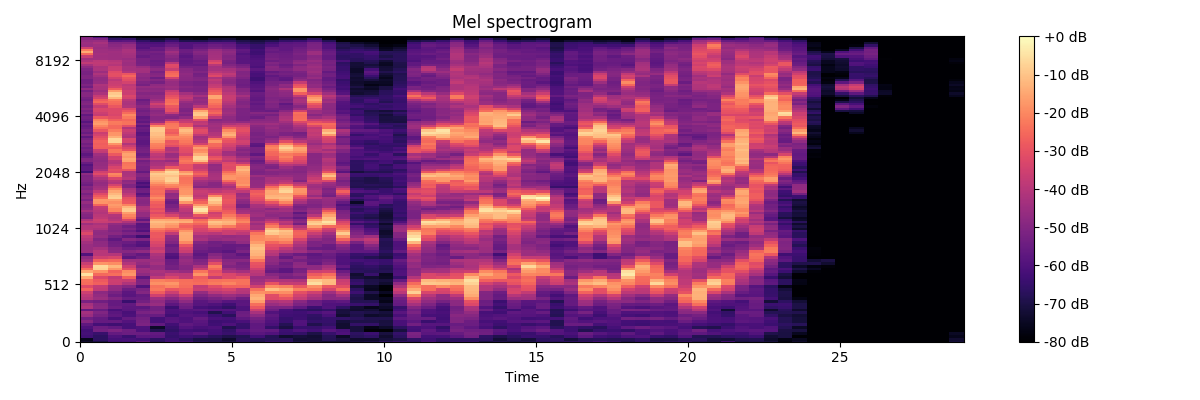 Mel spectrogram
8192
4096
2048
1024
512
0
Hz
0 5 10 15 20 25
Time
+0 dB
-10 dB
-20 dB
-30 dB
-40 dB
-50 dB
-60 dB
-70 dB
-80 dB